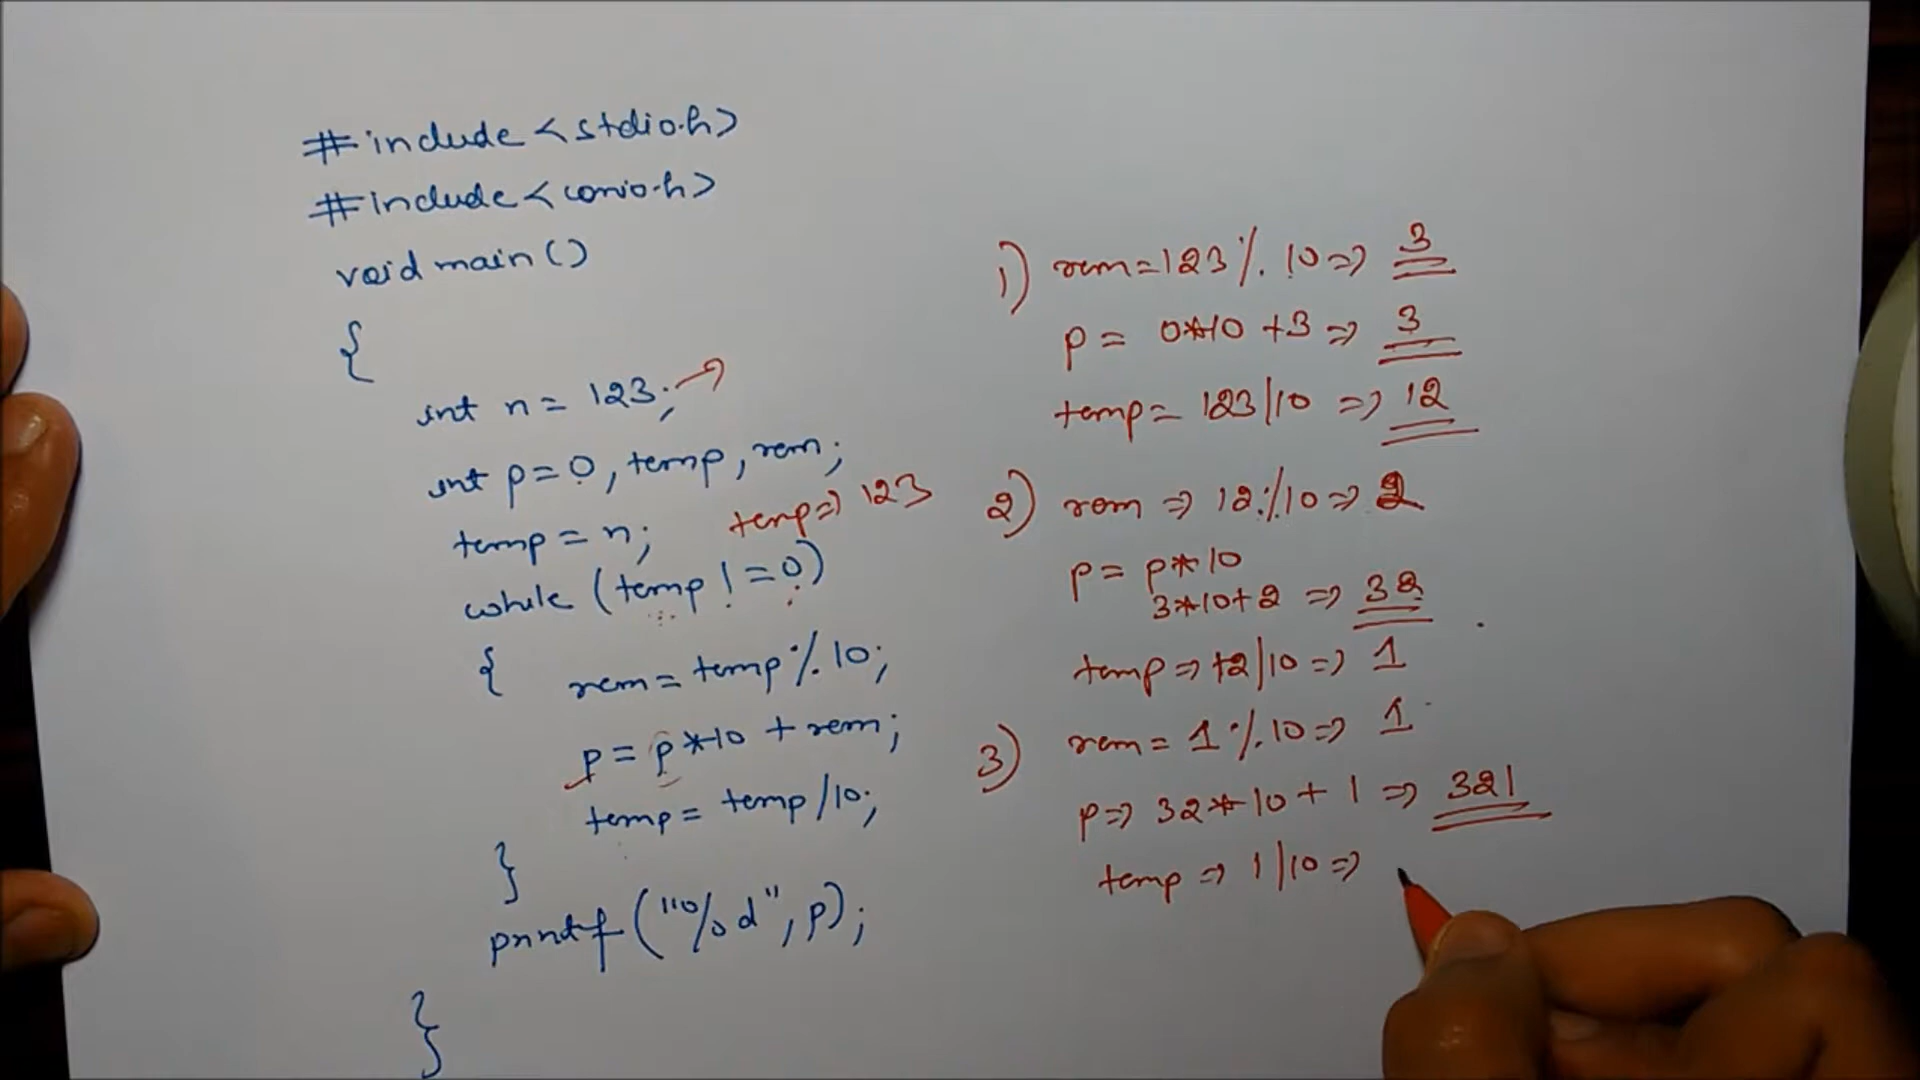 #include <stdio.h>
#include <conio.h>
void main ()
{
int n = 123;
int p = 0, temp, rem;
temp = n;
temp => 123
while (temp != 0)
{ rem = temp % 10;
p = p * 10 + rem;
temp = temp / 10;
}
printf ("%d", p);
}
1) rem = 123 % 10 => 3
p = 0*10 + 3 => 3
temp = 123/10 => 12
2) rem => 12 % 10 => 2
p = p * 10
3*10+2 => 32
temp => 12/10 => 1
3) rem = 1 % 10 => 1
p => 32*10 + 1 => 321
temp => 1/10 =>